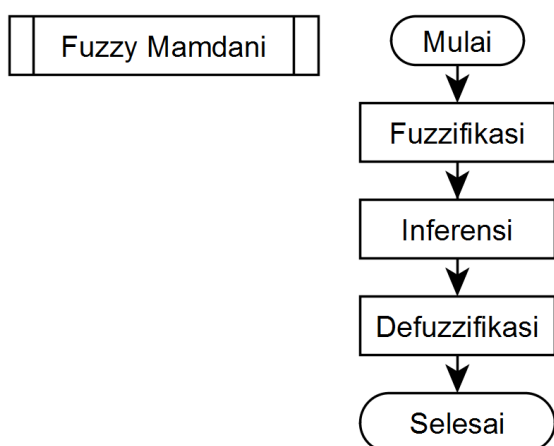 Fuzzy Mamdani
Mulai
Fuzzifikasi
Inferensi
Defuzzifikasi
Selesai